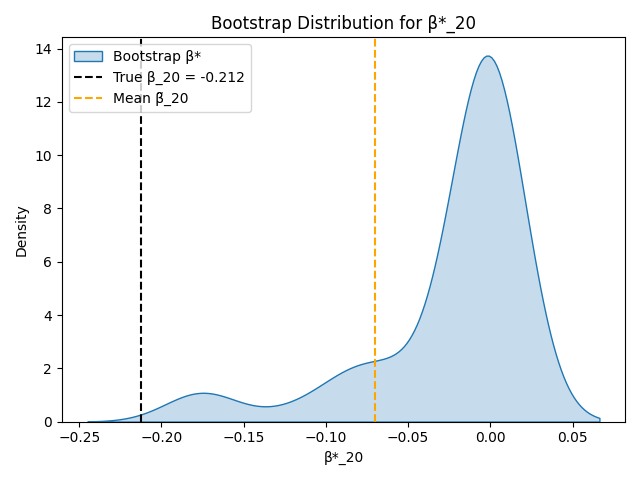 Bootstrap Distribution for β*_20
Bootstrap β*
True β_20 = -0.212
Mean β̂_20
Density
14
12
10
8
6
4
2
0
−0.25
−0.20
−0.15
−0.10
−0.05
0.00
0.05
β*_20